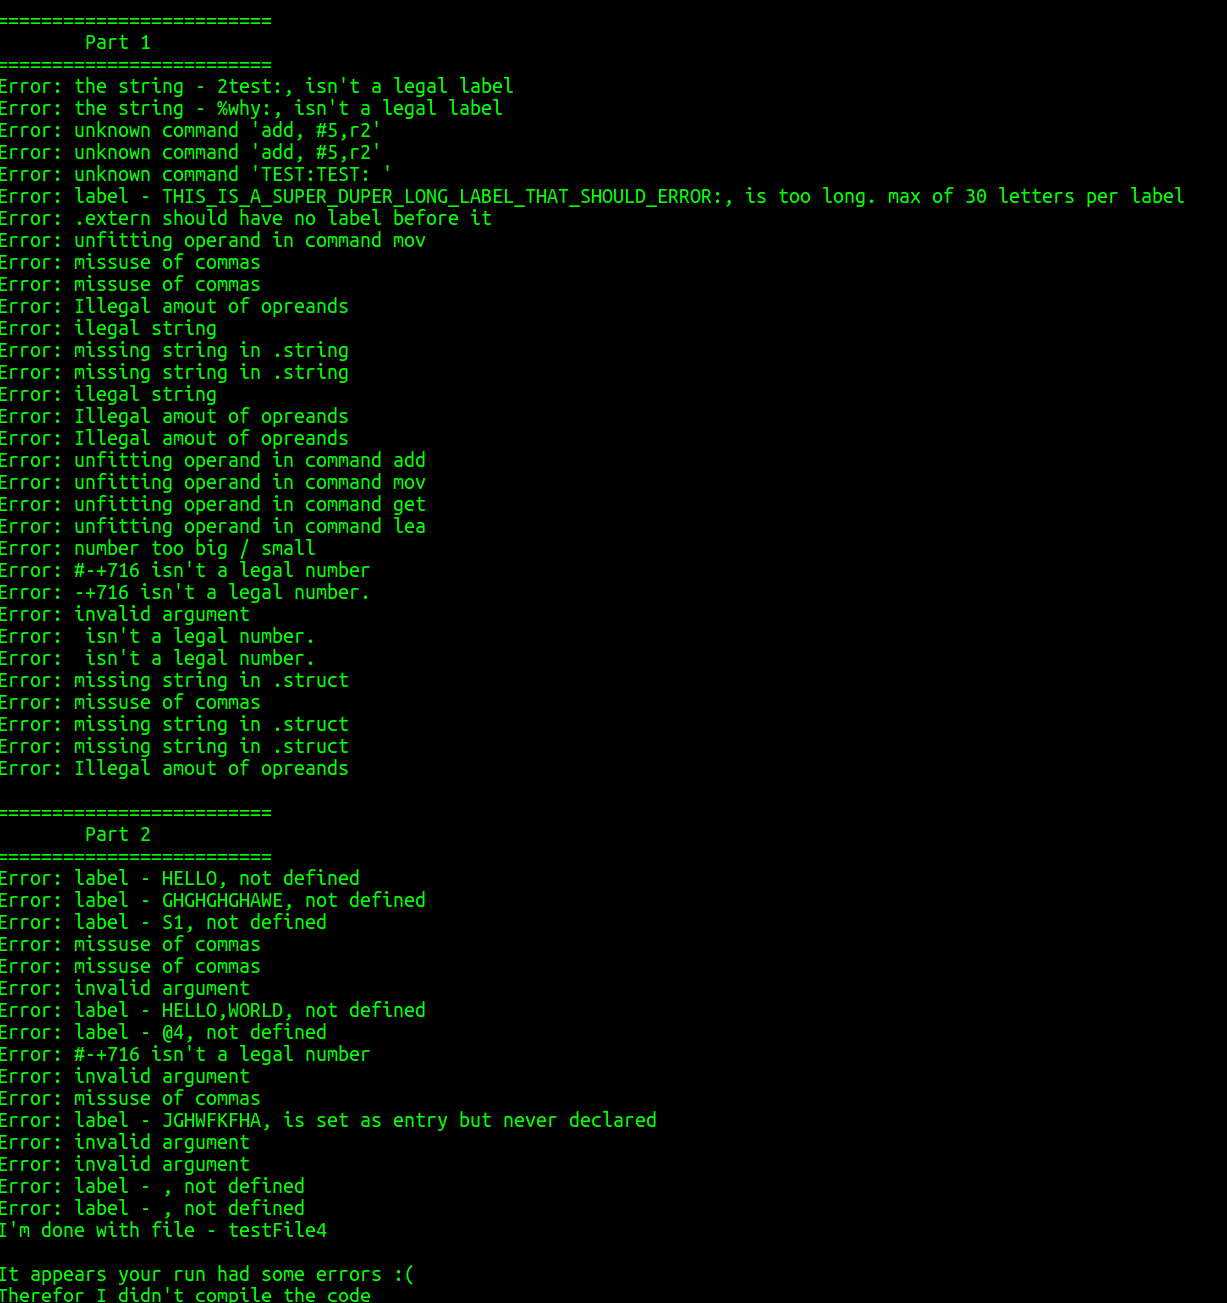 =========================
Part 1
=========================
Error: the string - 2test:, isn't a legal label
Error: the string - %why:, isn't a legal label
Error: unknown command 'add, #5,r2'
Error: unknown command 'add, #5,r2'
Error: unknown command 'TEST:TEST: '
Error: label - THIS_IS_A_SUPER_DUPER_LONG_LABEL_THAT_SHOULD_ERROR:, is too long. max of 30 letters per label
Error: .extern should have no label before it
Error: unfitting operand in command mov
Error: missuse of commas
Error: missuse of commas
Error: Illegal amout of opreands
Error: ilegal string
Error: missing string in .string
Error: missing string in .string
Error: ilegal string
Error: Illegal amout of opreands
Error: Illegal amout of opreands
Error: unfitting operand in command add
Error: unfitting operand in command mov
Error: unfitting operand in command get
Error: unfitting operand in command lea
Error: number too big / small
Error: #-+716 isn't a legal number
Error: -+716 isn't a legal number.
Error: invalid argument
Error:  isn't a legal number.
Error:  isn't a legal number.
Error: missing string in .struct
Error: missuse of commas
Error: missing string in .struct
Error: missing string in .struct
Error: Illegal amout of opreands
=========================
Part 2
=========================
Error: label - HELLO, not defined
Error: label - GHGHGHGHAWE, not defined
Error: label - S1, not defined
Error: missuse of commas
Error: missuse of commas
Error: invalid argument
Error: label - HELLO,WORLD, not defined
Error: label - @4, not defined
Error: #-+716 isn't a legal number
Error: invalid argument
Error: missuse of commas
Error: label - JGHWFKFHA, is set as entry but never declared
Error: invalid argument
Error: invalid argument
Error: label - , not defined
Error: label - , not defined
I'm done with file - testFile4
It appears your run had some errors :(
Therefor I didn't compile the code